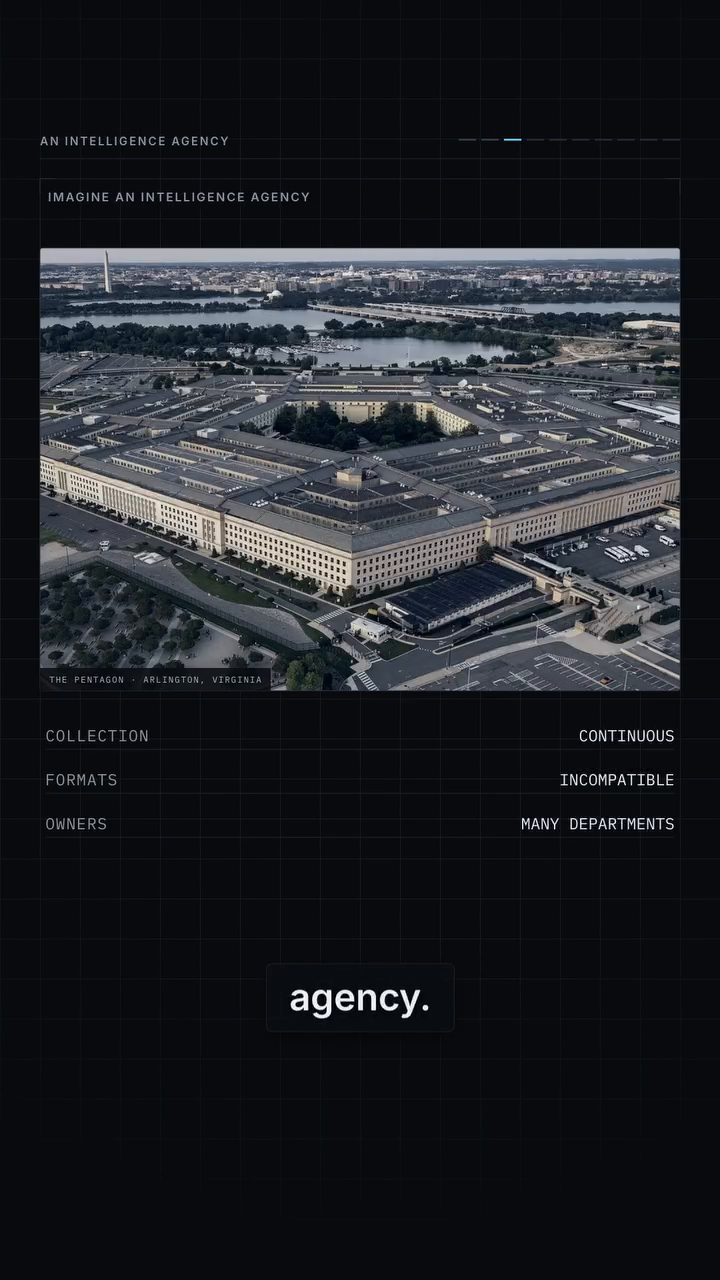 AN INTELLIGENCE AGENCY
IMAGINE AN INTELLIGENCE AGENCY
THE PENTAGON · ARLINGTON, VIRGINIA
COLLECTION CONTINUOUS
FORMATS INCOMPATIBLE
OWNERS MANY DEPARTMENTS
agency.